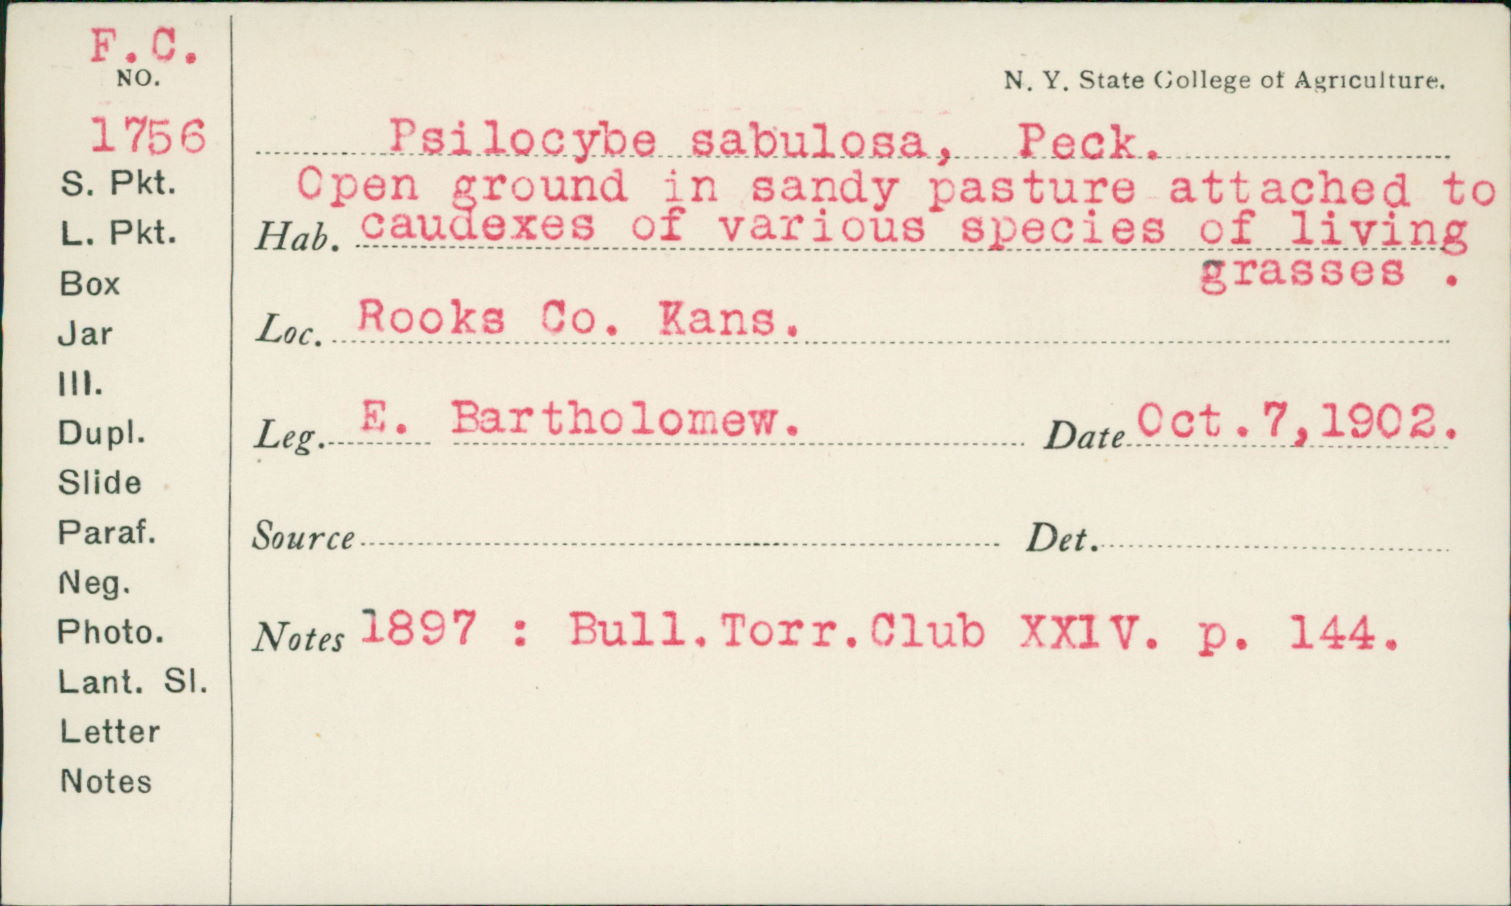 F.C.
NO.
1756
S. Pkt.
L. Pkt.
Box
Jar
Ill.
Dupl.
Slide
Paraf.
Neg.
Photo.
Lant. Sl.
Letter
Notes
N. Y. State College of Agriculture.
Psilocybe sabulosa, Peck.
Open ground in sandy pasture attached to
Hab. caudexes of various species of living
grasses .
Loc. Rooks Co. Kans.
Leg. E. Bartholomew. Date Oct.7,1902.
Source Det.
Notes 1897 : Bull.Torr.Club XXIV. p. 144.